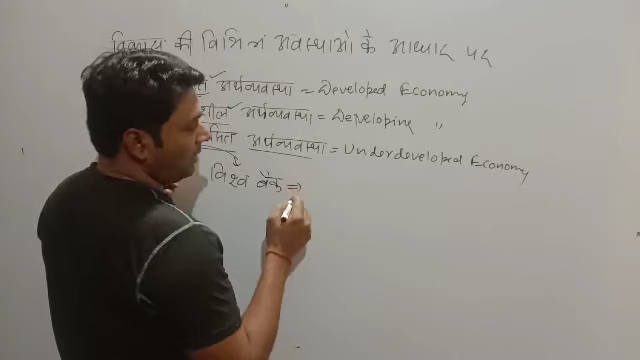 विकास की विभिन्न अवस्थाओ के आधार पर
अर्थव्यवस्था = Developed Economy
शील अर्थव्यवस्था = Developing "
अर्थव्यवस्था = Underdeveloped Economy
विश्व बैंक ⇒